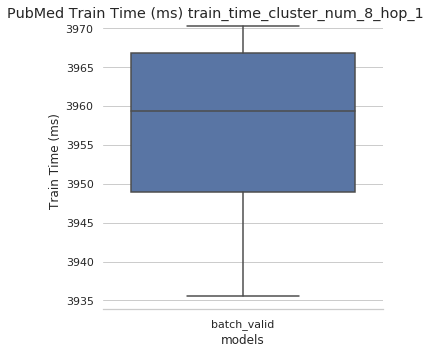 PubMed Train Time (ms) train_time_cluster_num_8_hop_1
3970
3965
3960
3955
3950
3945
3940
3935
Train Time (ms)
batch_valid
models